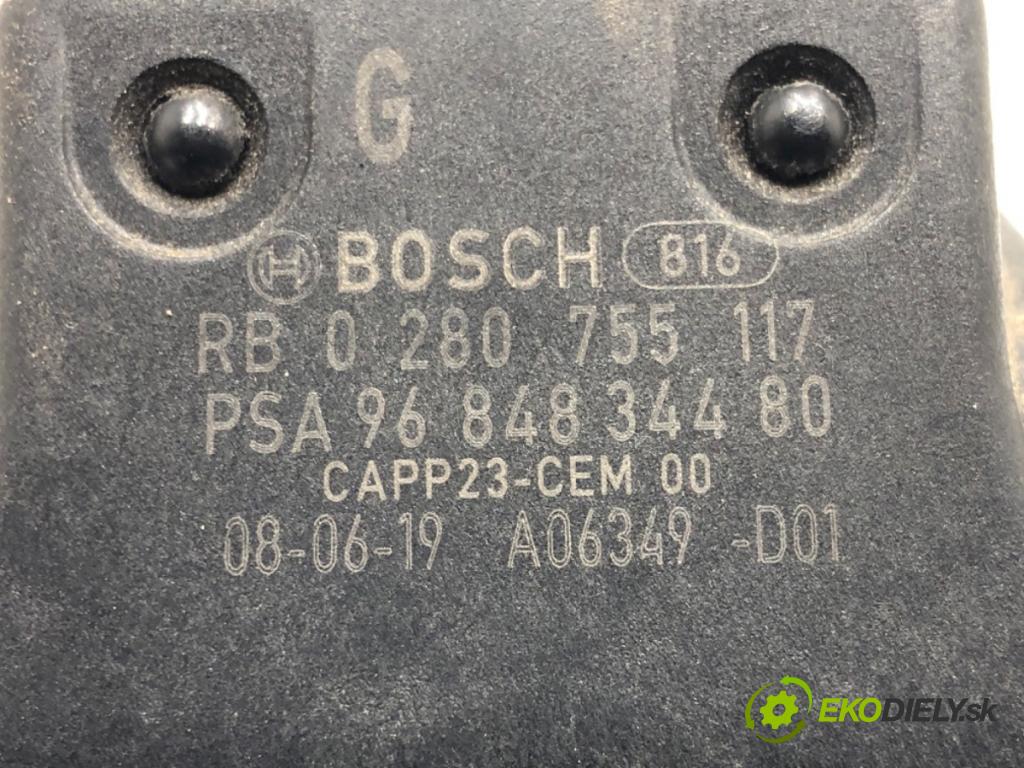 G
BOSCH 816
RB 0 280 755 117
PSA 96 848 344 80
CAPP23-CEM 00
08-06-19 A06349 -D01
EKODIELY.sk